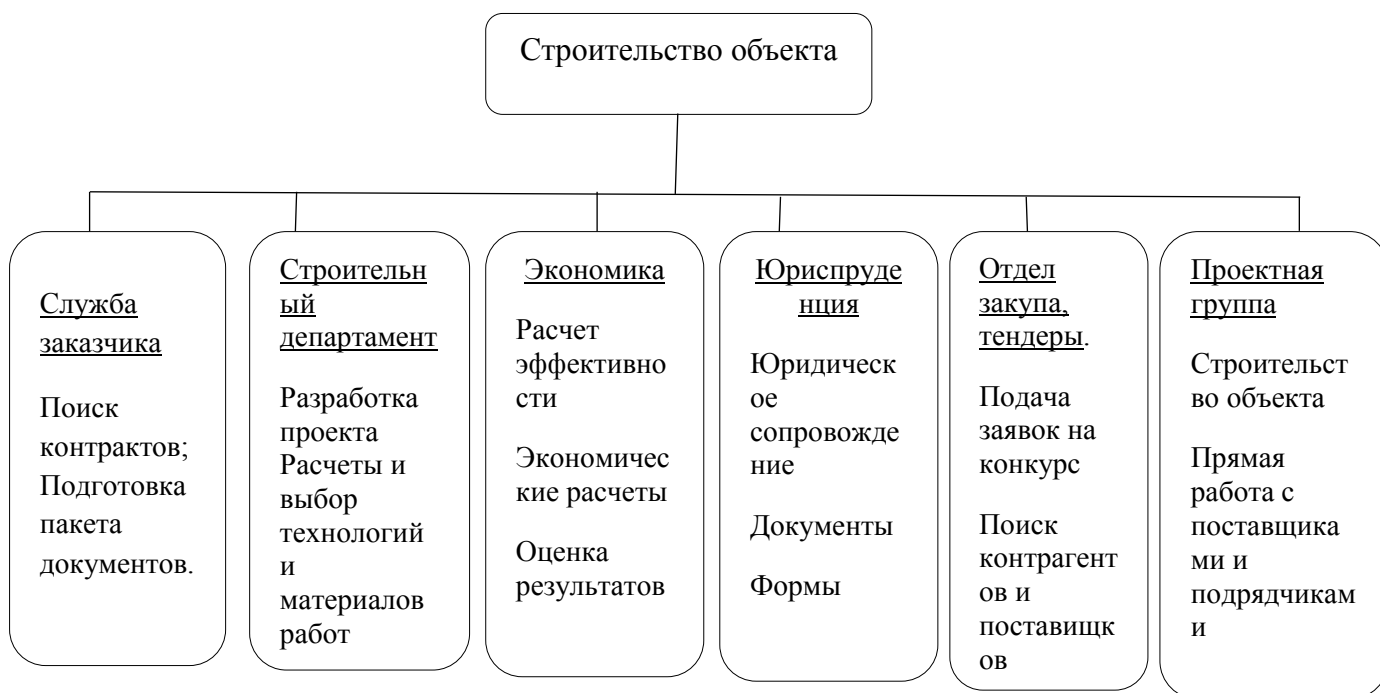 Строительство объекта
Служба
заказчика
Поиск
контрактов;
Подготовка
пакета
документов.
Строительн
ый
департамент
Разработка
проекта
Расчеты и
выбор
технологий
и
материалов
работ
Экономика
Расчет
эффективно
сти
Экономичес
кие расчеты
Оценка
результатов
Юриспруде
нция
Юридическ
ое
сопровожде
ние
Документы
Формы
Отдел
закупа,
тендеры.
Подача
заявок на
конкурс
Поиск
контрагент
ов и
поставищк
ов
Проектная
группа
Строительст
во объекта
Прямая
работа с
поставщика
ми и
подрядчикам
и